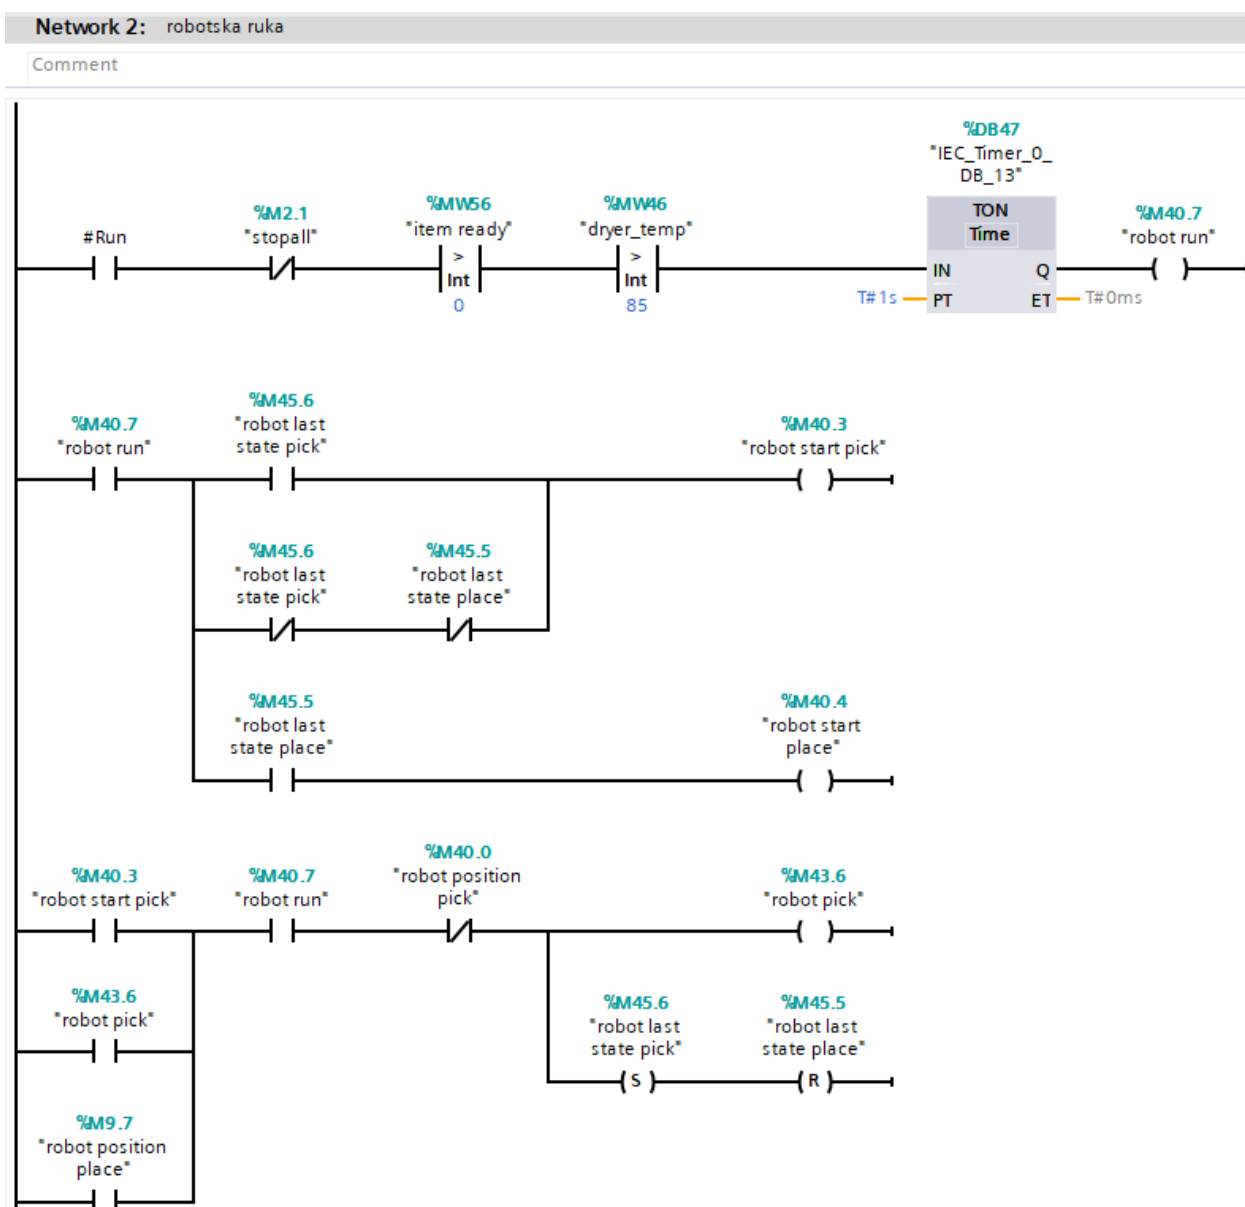 Network 2: robotska ruka
Comment
%DB47
"IEC_Timer_0_
DB_13"
#Run
%M2.1
"stopall"
%MW56
"item ready"
>
Int
0
%MW46
"dryer_temp"
>
Int
85
TON
Time
IN Q
T#1s PT ET T#0ms
%M40.7
"robot run"
%M40.7
"robot run"
%M45.6
"robot last
state pick"
%M40.3
"robot start pick"
%M45.6
"robot last
state pick"
%M45.5
"robot last
state place"
%M45.5
"robot last
state place"
%M40.4
"robot start
place"
%M40.3
"robot start pick"
%M40.7
"robot run"
%M40.0
"robot position
pick"
%M43.6
"robot pick"
%M43.6
"robot pick"
%M45.6
"robot last
state pick"
S
%M45.5
"robot last
state place"
R
%M9.7
"robot position
place"